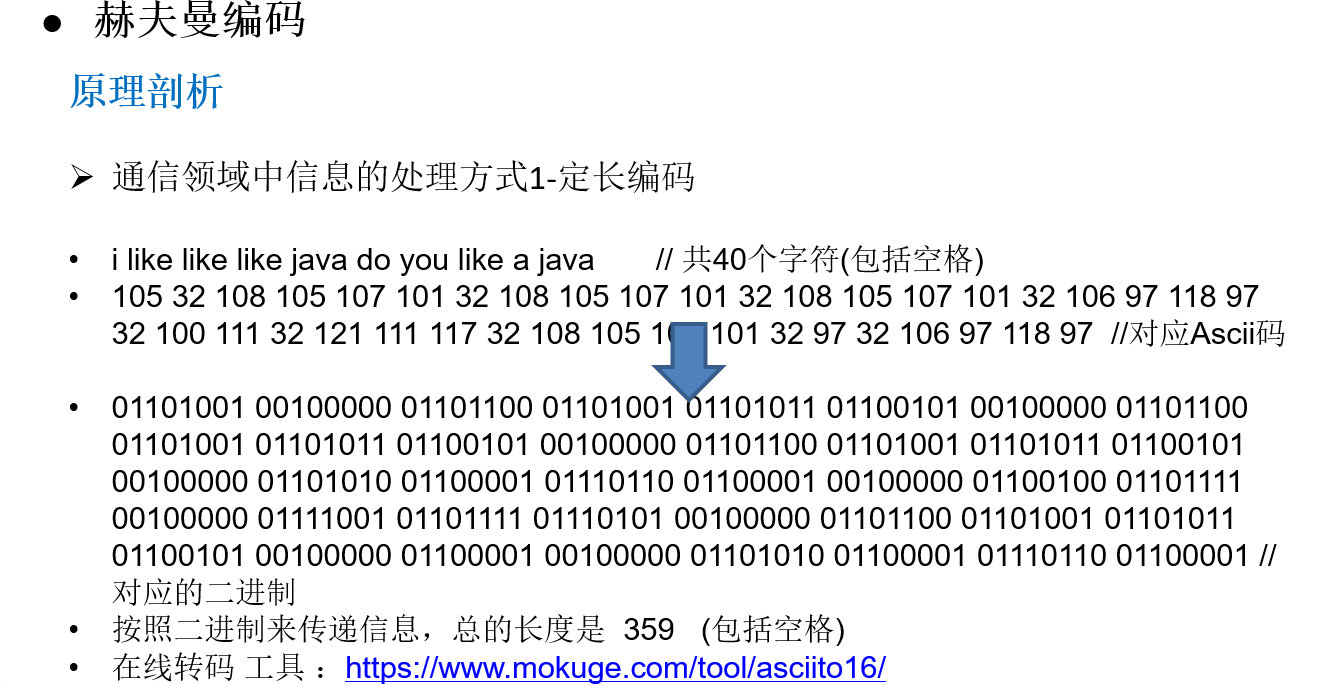 ● 赫夫曼编码
原理剖析
➢ 通信领域中信息的处理方式1-定长编码
• i like like like java do you like a java // 共40个字符(包括空格)
• 105 32 108 105 107 101 32 108 105 107 101 32 108 105 107 101 32 106 97 118 97
32 100 111 32 121 111 117 32 108 105 101 32 97 32 106 97 118 97 //对应Ascii码
• 01101001 00100000 01101100 01101001 01101011 01100101 00100000 01101100
01101001 01101011 01100101 00100000 01101100 01101001 01101011 01100101
00100000 01101010 01100001 01110110 01100001 00100000 01100100 01101111
00100000 01111001 01101111 01110101 00100000 01101100 01101001 01101011
01100101 00100000 01100001 00100000 01101010 01100001 01110110 01100001 //
对应的二进制
• 按照二进制来传递信息，总的长度是 359 (包括空格)
• 在线转码 工具 ：https://www.mokuge.com/tool/asciito16/